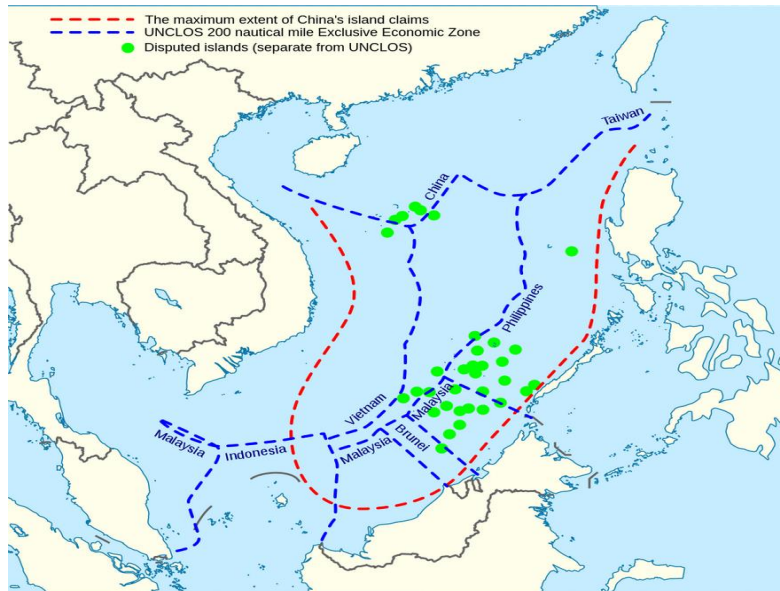 The maximum extent of China's island claims
UNCLOS 200 nautical mile Exclusive Economic Zone
Disputed islands (separate from UNCLOS)
Taiwan
China
Philippines
Vietnam
Malaysia
Malaysia
Indonesia
Malaysia
Brunei